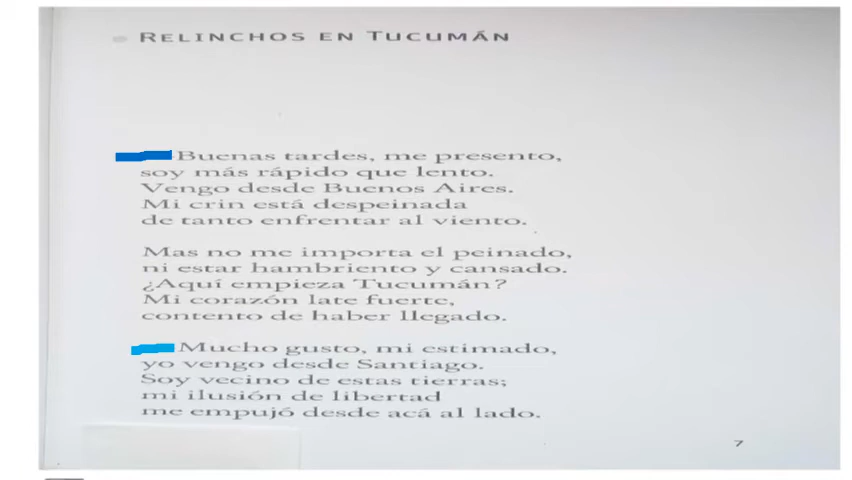 RELINCHOS EN TUCUMÁN
Buenas tardes, me presento,
soy más rápido que lento.
Vengo desde Buenos Aires.
Mi crin está despeinada
de tanto enfrentar al viento.
Mas no me importa el peinado,
ni estar hambriento y cansado.
¿Aquí empieza Tucumán?
Mi corazón late fuerte,
contento de haber llegado.
Mucho gusto, mi estimado,
yo vengo desde Santiago.
Soy vecino de estas tierras;
mi ilusión de libertad
me empujó desde acá al lado.
7